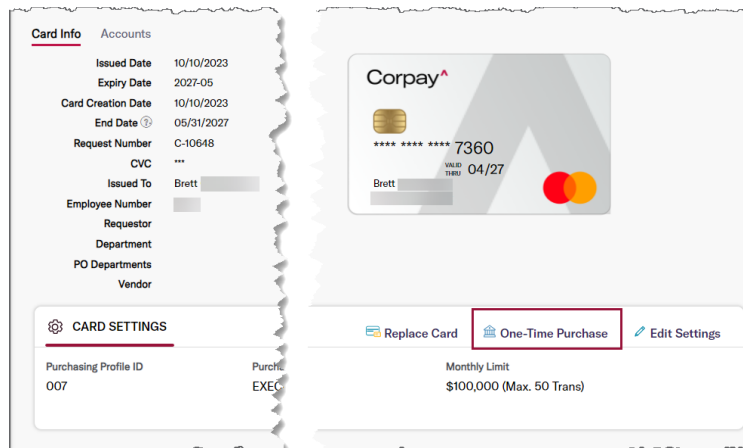 Card Info Accounts
Issued Date 10/10/2023
Expiry Date 2027-05
Card Creation Date 10/10/2023
End Date 05/31/2027
Request Number C-10648
CVC ***
Issued To Brett
Employee Number
Requestor
Department
PO Departments
Vendor
Corpay^
**** **** **** 7360
VALID
THRU 04/27
Brett
CARD SETTINGS
Replace Card One-Time Purchase Edit Settings
Purchasing Profile ID
Monthly Limit
007
$100,000 (Max. 50 Trans)